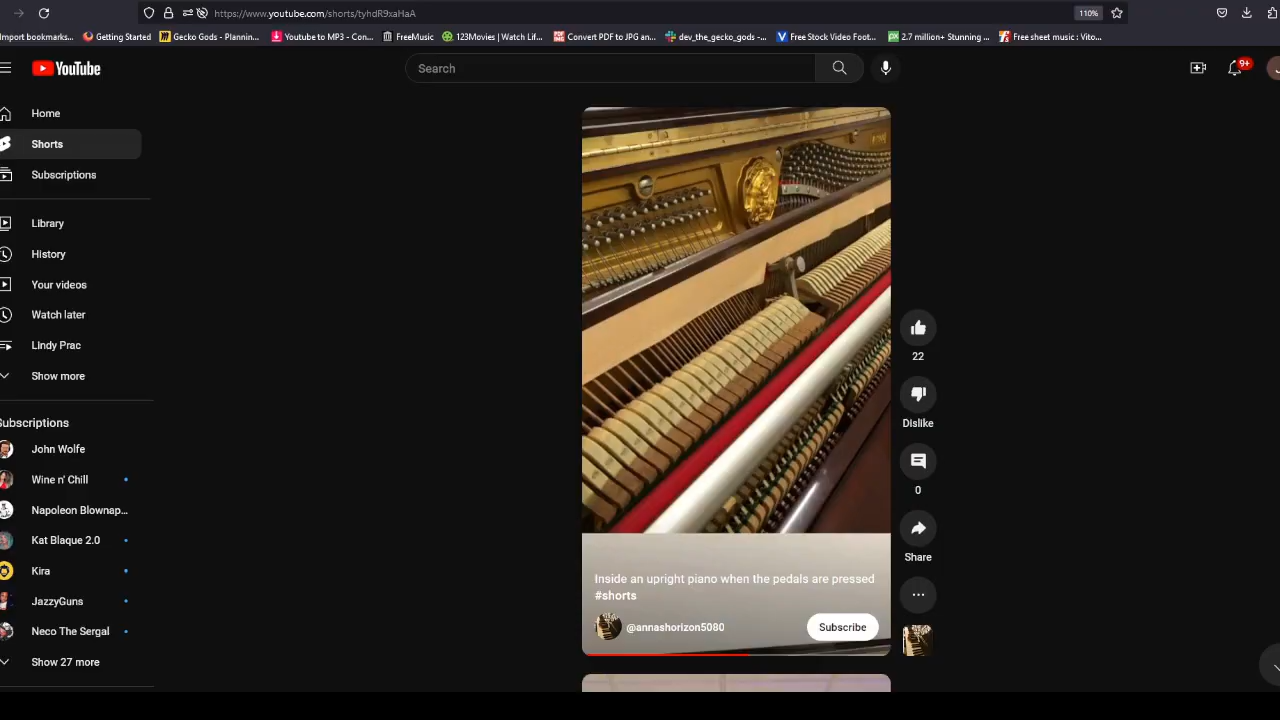 https://www.youtube.com/shorts/tyhdR9xaHaA
110%
Import bookmarks...
Getting Started
Gecko Gods - Plannin...
Youtube to MP3 - Con...
FreeMusic
123Movies | Watch Lif...
Convert PDF to JPG an...
dev_the_gecko_gods -...
Free Stock Video Foot...
2.7 million+ Stunning ...
Free sheet music : Vito...
YouTube
Search
9+
Home
Shorts
Subscriptions
Library
History
Your videos
Watch later
Lindy Prac
Show more
Subscriptions
John Wolfe
Wine n' Chill
Napoleon Blownap...
Kat Blaque 2.0
Kira
JazzyGuns
Neco The Sergal
Show 27 more
22
Dislike
0
Share
Inside an upright piano when the pedals are pressed
#shorts
@annashorizon5080
Subscribe